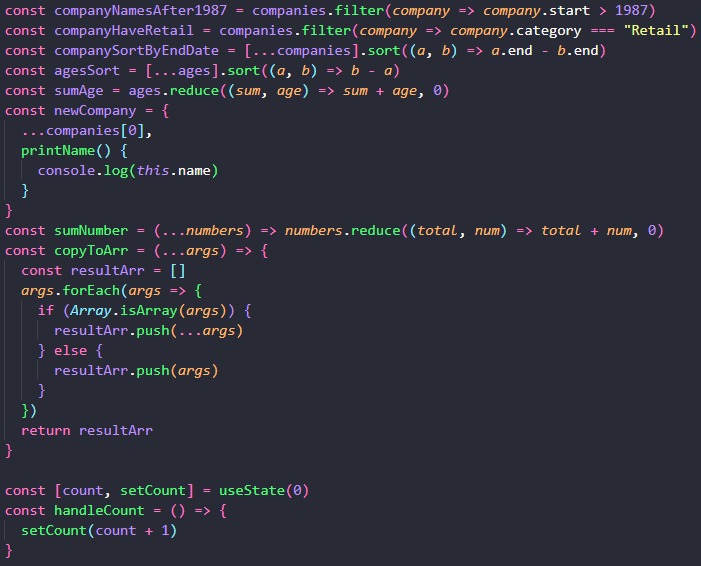 const companyNamesAfter1987 = companies.filter(company => company.start > 1987)
const companyHaveRetail = companies.filter(company => company.category === "Retail")
const companySortByEndDate = [...companies].sort((a, b) => a.end - b.end)
const agesSort = [...ages].sort((a, b) => b - a)
const sumAge = ages.reduce((sum, age) => sum + age, 0)
const newCompany = {
  ...companies[0],
  printName() {
    console.log(this.name)
  }
}
const sumNumber = (...numbers) => numbers.reduce((total, num) => total + num, 0)
const copyToArr = (...args) => {
  const resultArr = []
  args.forEach(args => {
    if (Array.isArray(args)) {
      resultArr.push(...args)
    } else {
      resultArr.push(args)
    }
  })
  return resultArr
}

const [count, setCount] = useState(0)
const handleCount = () => {
  setCount(count + 1)
}